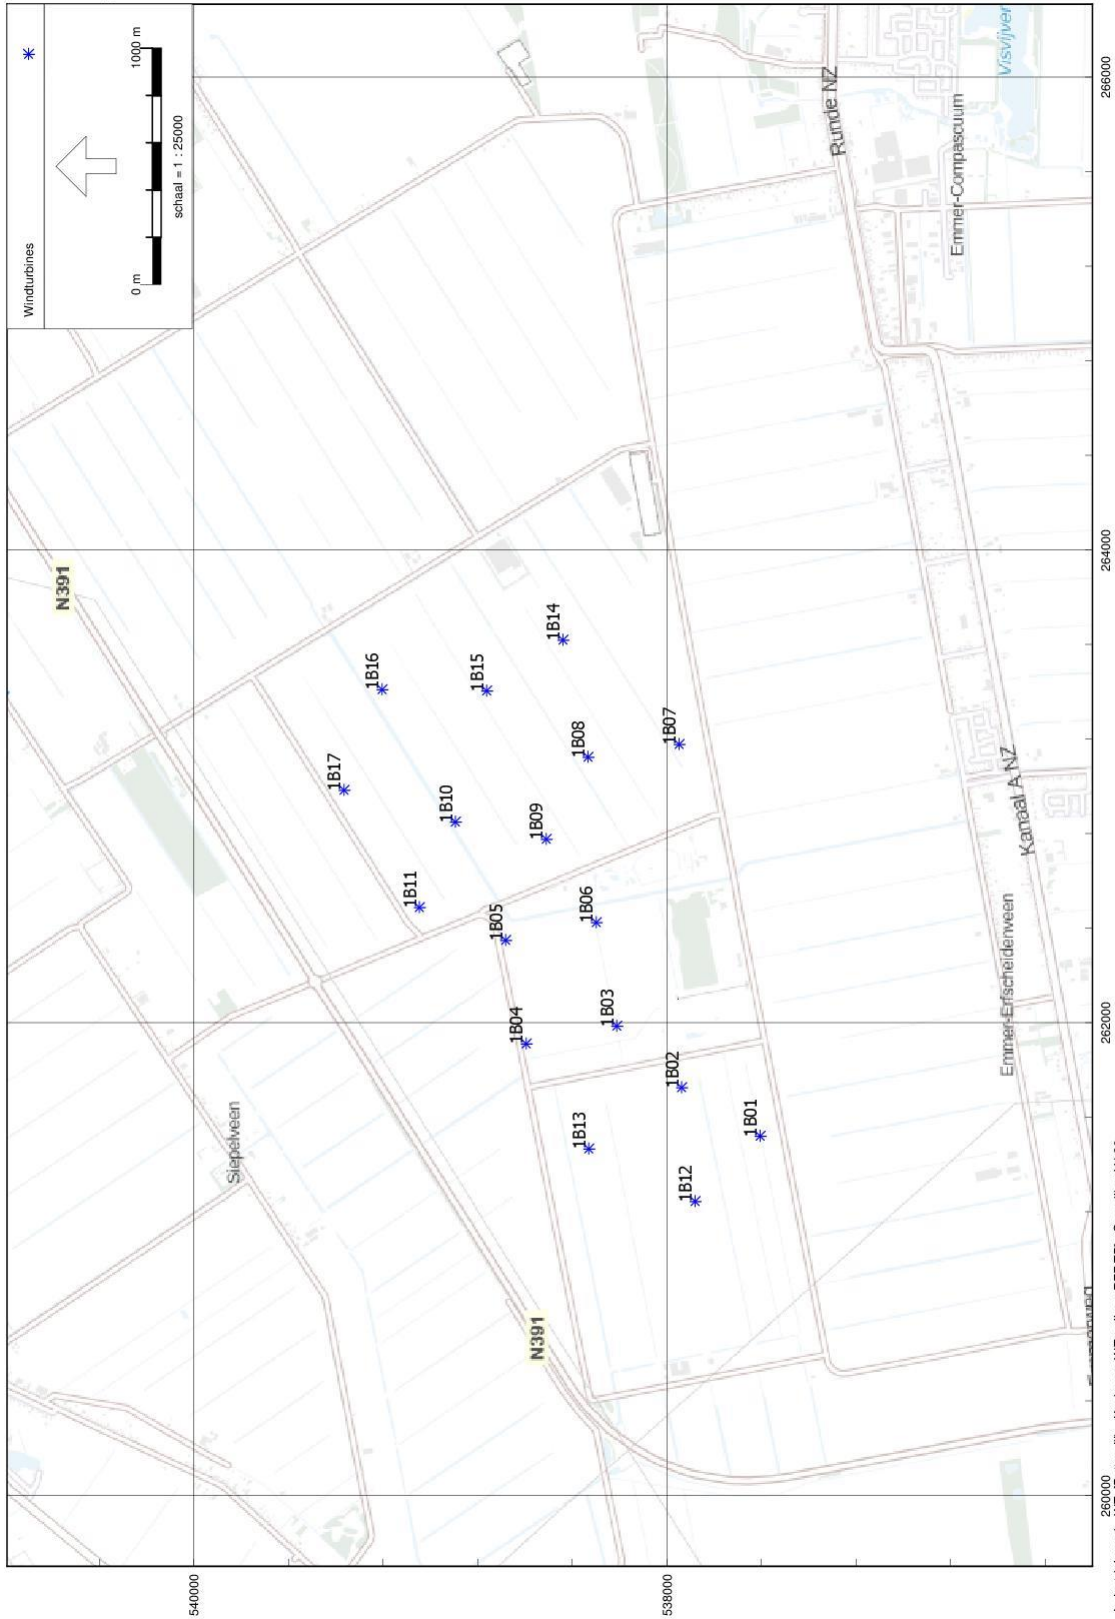 Windturbines
0 m
1000 m
schaal = 1 : 25000
N391
N391
Siepelveen
1B17
1B16
1B11
1B10
1B15
1B05
1B04
1B09
1B14
1B13
1B03
1B06
1B08
1B12
1B02
1B07
1B01
Runde NZ
Visvijver
Emmer-Compascuum
Emmer-Erfscheidenveen
Kanaal A NZ
540000
538000
260000
262000
264000
266000